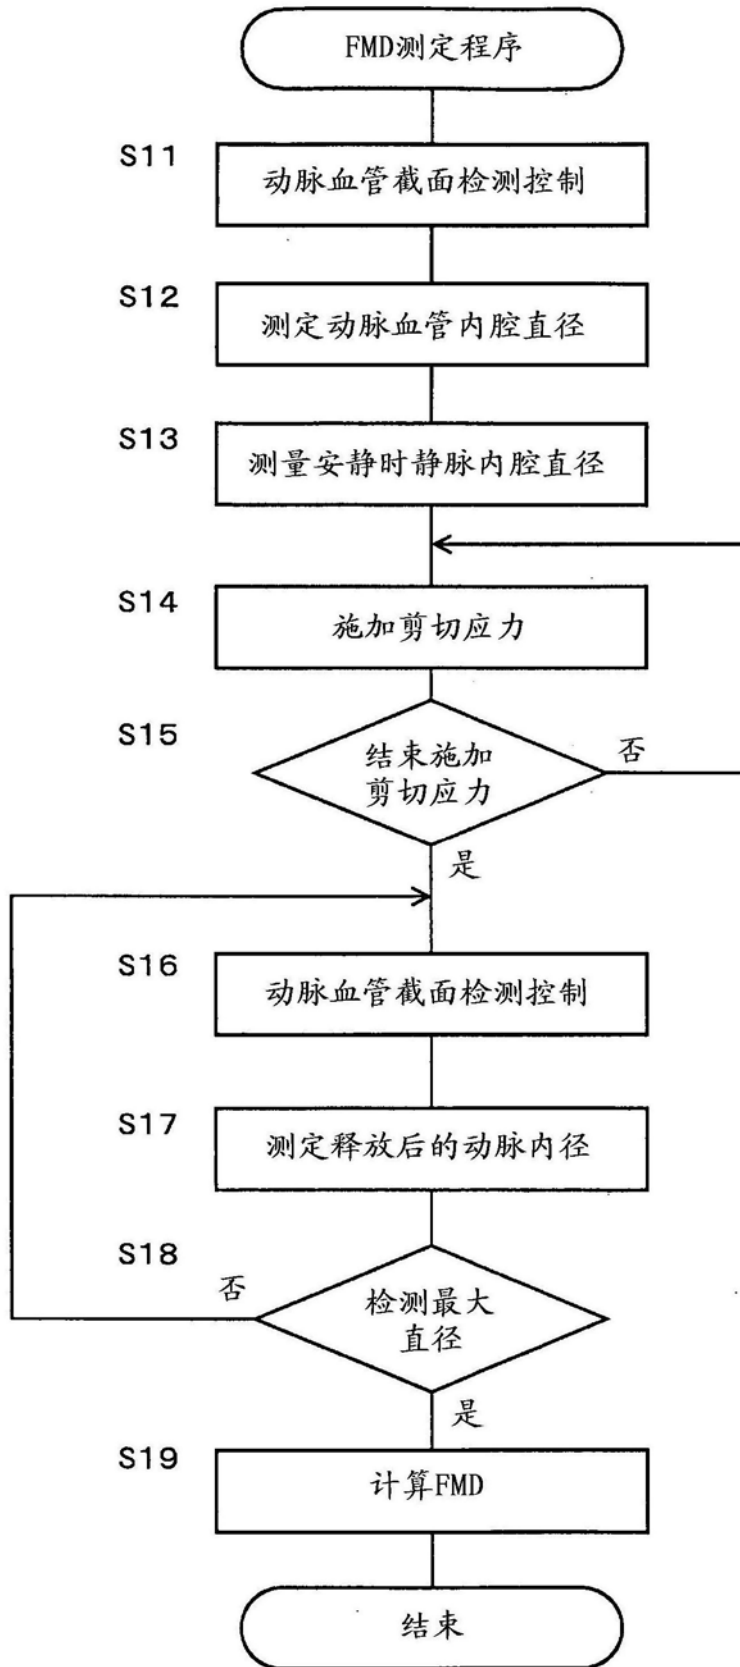 FMD测定程序
S11
动脉血管截面检测控制
S12
测定动脉血管内腔直径
S13
测量安静时静脉内腔直径
S14
施加剪切应力
S15
结束施加
剪切应力
否
是
S16
动脉血管截面检测控制
S17
测定释放后的动脉内径
S18
否
检测最大
直径
是
S19
计算FMD
结束